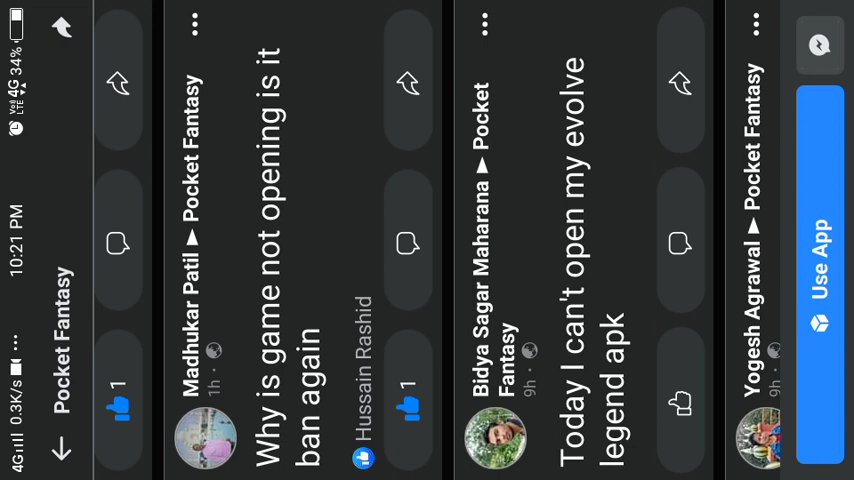 4G 0.3K/s ... 10:21 PM 4G LTE 34%
Pocket Fantasy
1
Madhukar Patil ▶ Pocket Fantasy
1h ·
Why is game not opening is it
ban again
Hussain Rashid
1
Bidya Sagar Maharana ▶ Pocket
Fantasy
9h ·
Today I can't open my evolve
legend apk
Yogesh Agrawal ▶ Pocket Fantasy
9h ·
Use App